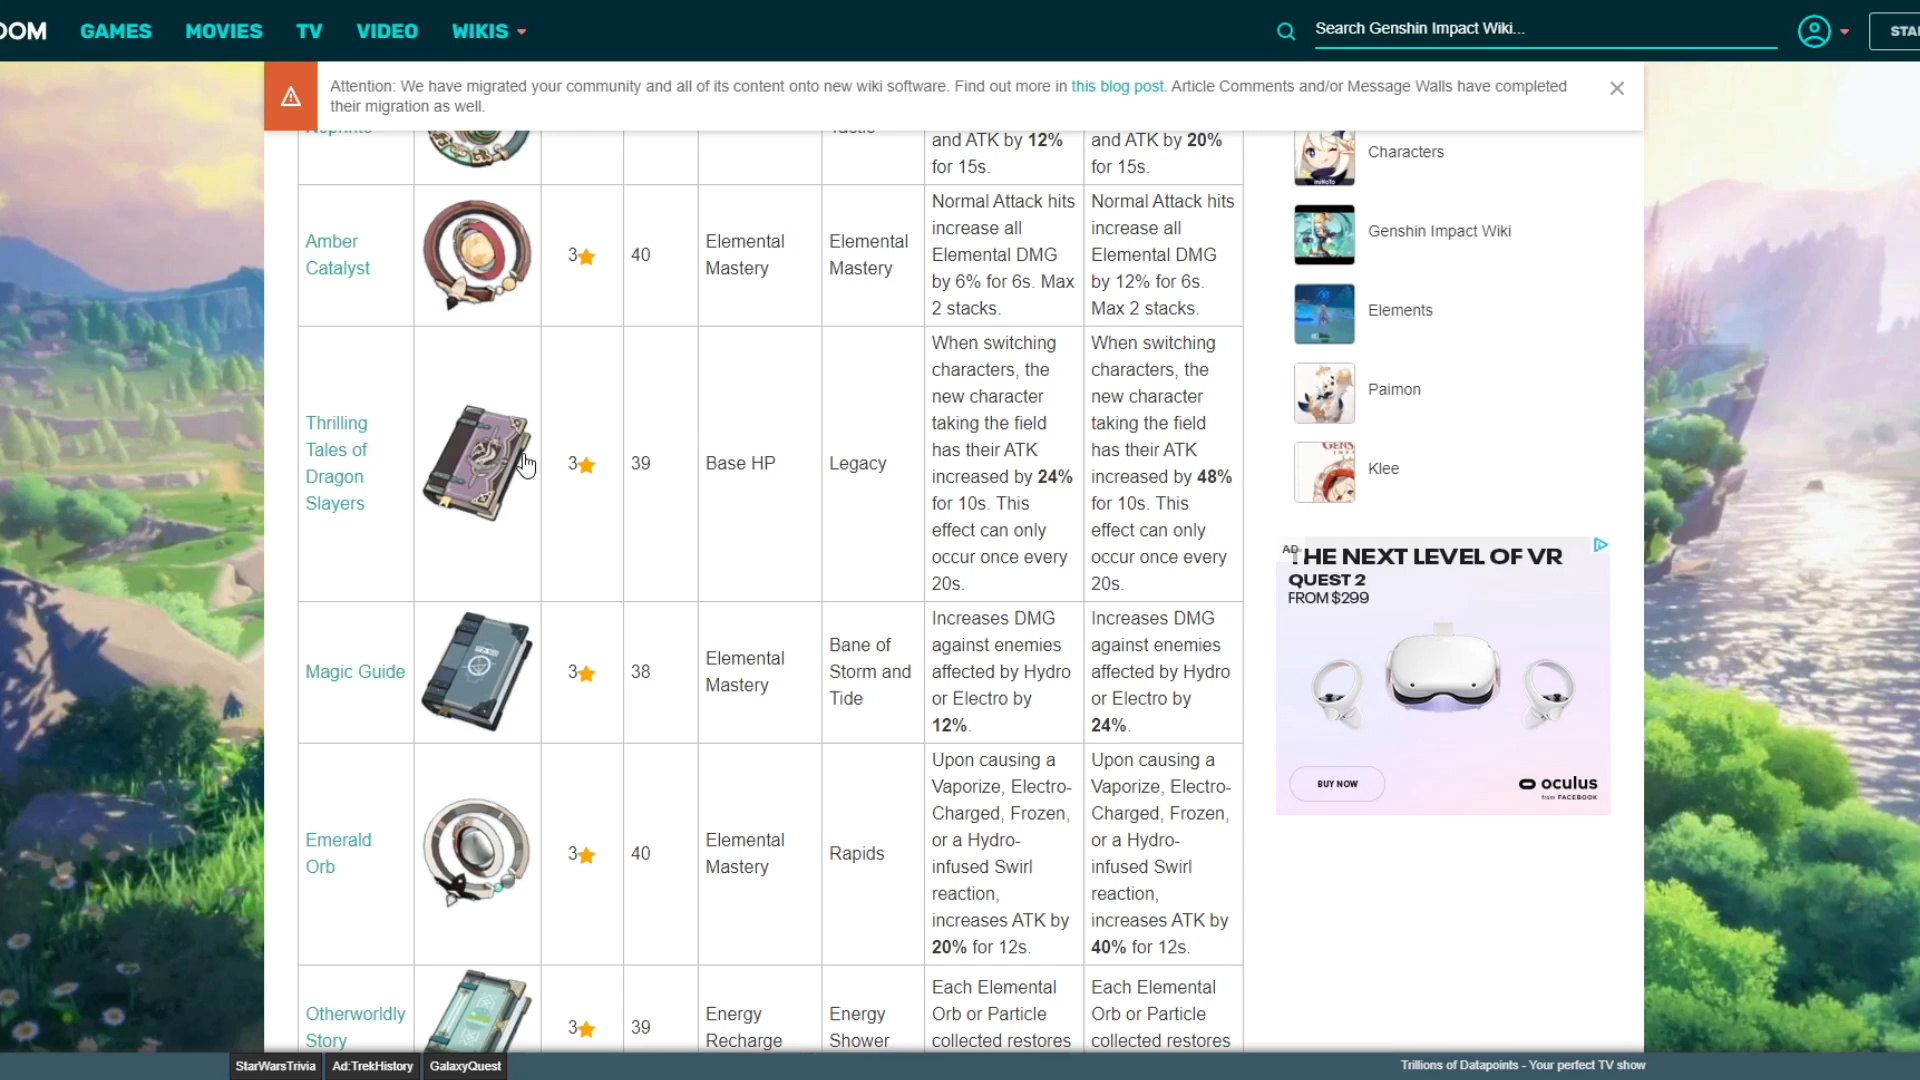 OOM
GAMES
MOVIES
TV
VIDEO
WIKIS
Search Genshin Impact Wiki...
STA
Attention: We have migrated your community and all of its content onto new wiki software. Find out more in this blog post. Article Comments and/or Message Walls have completed
their migration as well.
and ATK by 12%
for 15s.
and ATK by 20%
for 15s.
Amber
Catalyst
3
40
Elemental
Mastery
Elemental
Mastery
Normal Attack hits
increase all
Elemental DMG
by 6% for 6s. Max
2 stacks.
Normal Attack hits
increase all
Elemental DMG
by 12% for 6s.
Max 2 stacks.
Thrilling
Tales of
Dragon
Slayers
3
39
Base HP
Legacy
When switching
characters, the
new character
taking the field
has their ATK
increased by 24%
for 10s. This
effect can only
occur once every
20s.
When switching
characters, the
new character
taking the field
has their ATK
increased by 48%
for 10s. This
effect can only
occur once every
20s.
Magic Guide
3
38
Elemental
Mastery
Bane of
Storm and
Tide
Increases DMG
against enemies
affected by Hydro
or Electro by
12%.
Increases DMG
against enemies
affected by Hydro
or Electro by
24%.
Emerald
Orb
3
40
Elemental
Mastery
Rapids
Upon causing a
Vaporize, Electro-
Charged, Frozen,
or a Hydro-
infused Swirl
reaction,
increases ATK by
20% for 12s.
Upon causing a
Vaporize, Electro-
Charged, Frozen,
or a Hydro-
infused Swirl
reaction,
increases ATK by
40% for 12s.
Otherworldly
Story
3
39
Energy
Recharge
Energy
Shower
Each Elemental
Orb or Particle
collected restores
Each Elemental
Orb or Particle
collected restores
Characters
Genshin Impact Wiki
Elements
Paimon
Klee
AD
THE NEXT LEVEL OF VR
QUEST 2
FROM $299
BUY NOW
oculus
from FACEBOOK
StarWarsTrivia
Ad:TrekHistory
GalaxyQuest
Trillions of Datapoints - Your perfect TV show